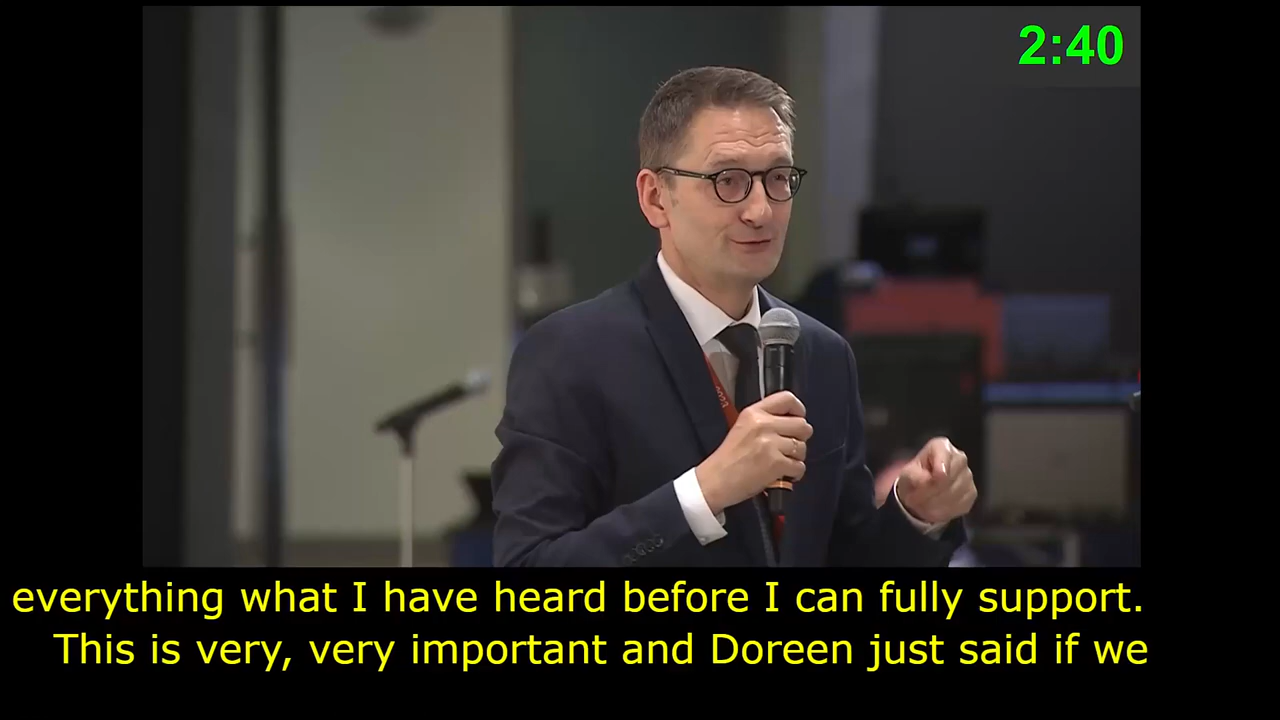 2:40
everything what I have heard before I can fully support.
This is very, very important and Doreen just said if we